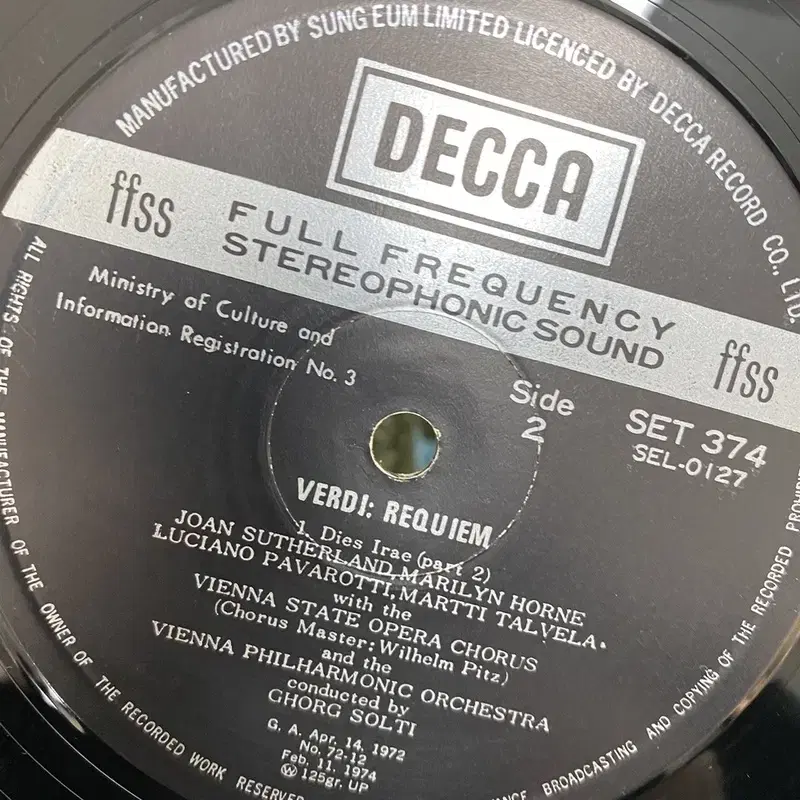 MANUFACTURED BY SUNG EUM LIMITED LICENCED BY DECCA RECORD CO., LTD.
DECCA
ffss
FULL FREQUENCY
STEREOPHONIC SOUND
ffss
Ministry of Culture and
Information Registration No. 3
Side
2
SET 374
SEL-0127
VERDI: REQUIEM
1. Dies Irae (part 2)
JOAN SUTHERLAND, MARILYN HORNE
LUCIANO PAVAROTTI, MARTTI TALVELA.
with the
VIENNA STATE OPERA CHORUS
(Chorus Master: Wilhelm Pitz)
and the
VIENNA PHILHARMONIC ORCHESTRA
conducted by
GHORG SOLTI
G. A. Apr. 14, 1972
No. 72-12
Feb. 11, 1974
Ⓦ 125gr. UP
ALL RIGHTS OF THE MANUFACTURER OF THE OWNER OF THE RECORDED WORK RESERVED
BROADCASTING AND COPYING OF THE RECORDED